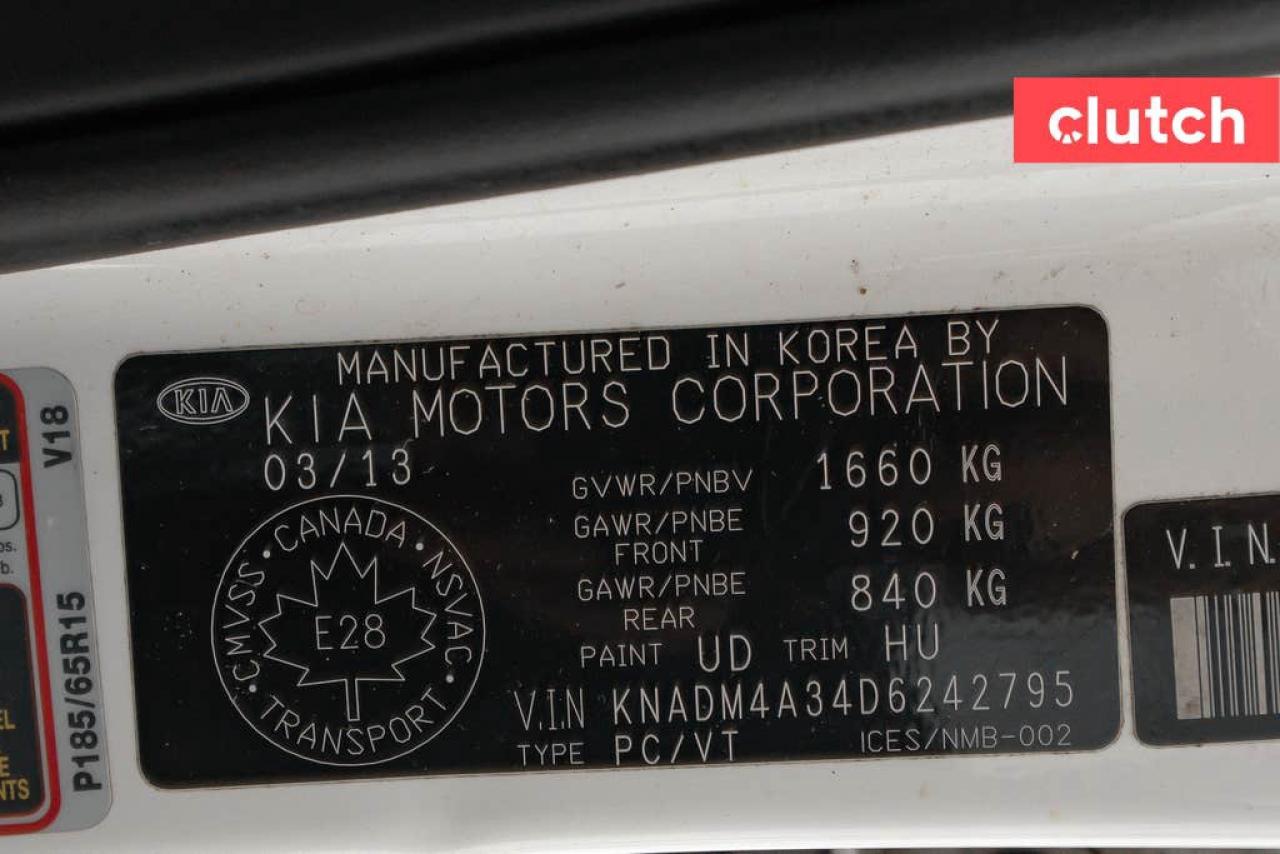 clutch
MANUFACTURED IN KOREA BY
KIA
KIA MOTORS CORPORATION
03/13
GVWR/PNBV 1660 KG
GAWR/PNBE 920 KG
FRONT
GAWR/PNBE 840 KG
REAR
PAINT UD TRIM HU
V.I.N KNADM4A34D6242795
TYPE PC/VT ICES/NMB-002
CANADA · NSVAC · TRANSPORT · CMVSS ·
E28
V18
P185/65R15
V.I.N.